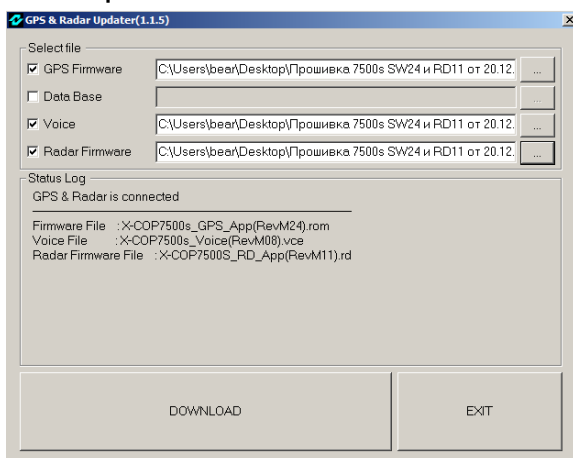 GPS & Radar Updater(1.1.5)
Select file
GPS Firmware C:\Users\bear\Desktop\Прошивка 7500s SW24 и RD11 от 20.12. ...
Data Base ...
Voice C:\Users\bear\Desktop\Прошивка 7500s SW24 и RD11 от 20.12. ...
Radar Firmware C:\Users\bear\Desktop\Прошивка 7500s SW24 и RD11 от 20.12. ...
Status Log
GPS & Radar is connected
Firmware File :X-COP7500s_GPS_App(RevM24).rom
Voice File :X-COP7500s_Voice(RevM08).vce
Radar Firmware File :X-COP7500S_RD_App(RevM11).rd
DOWNLOAD EXIT